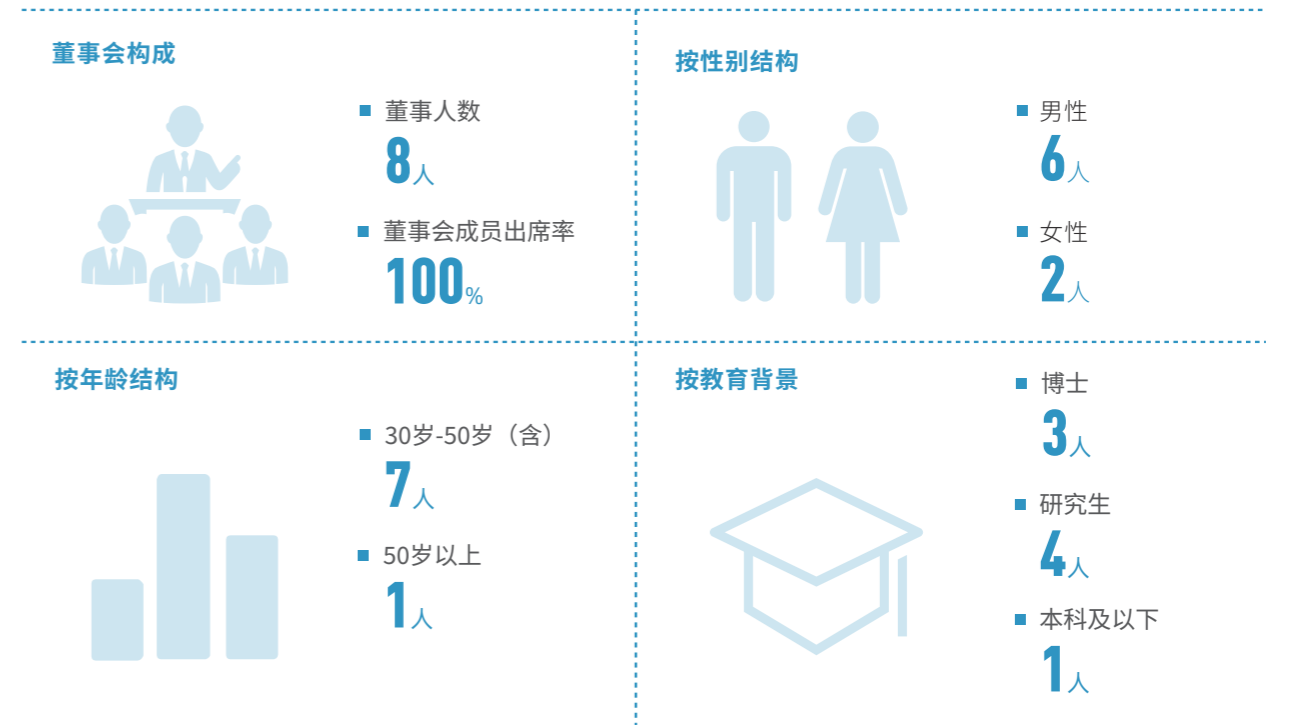 董事会构成
董事人数
8人
董事会成员出席率
100%
按性别结构
男性
6人
女性
2人
按年龄结构
30岁-50岁（含）
7人
50岁以上
1人
按教育背景
博士
3人
研究生
4人
本科及以下
1人